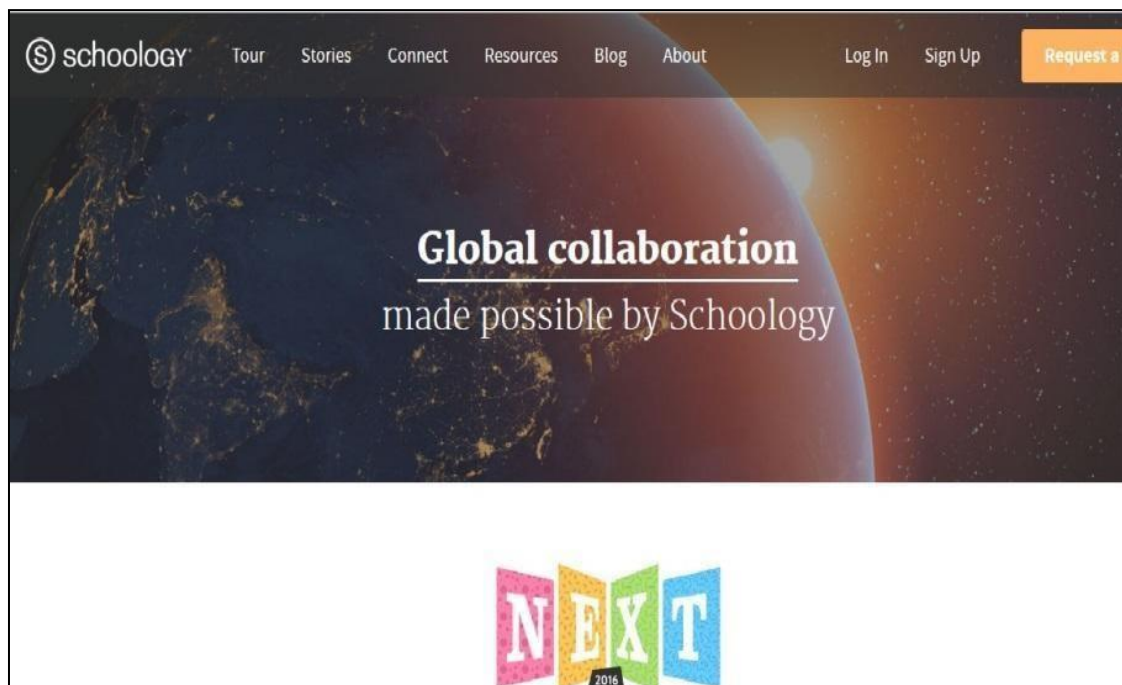 schoology Tour Stories Connect Resources Blog About Log In Sign Up Request a
Global collaboration
made possible by Schoology
NEXT
2016